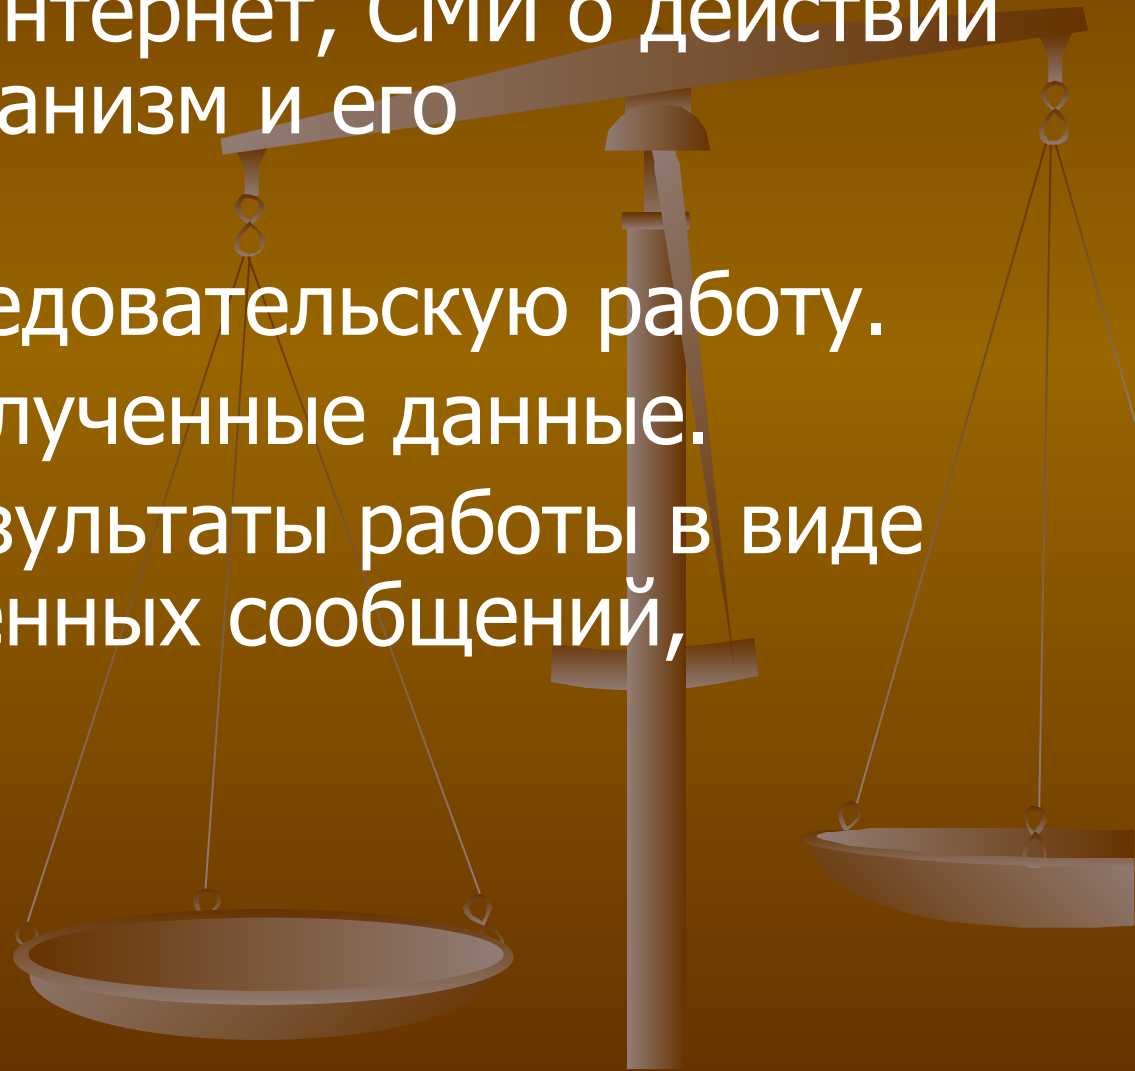 нтернет, СМИ о действии
анизм и его
едовательскую работу.
лученные данные.
зультаты работы в виде
енных сообщений,